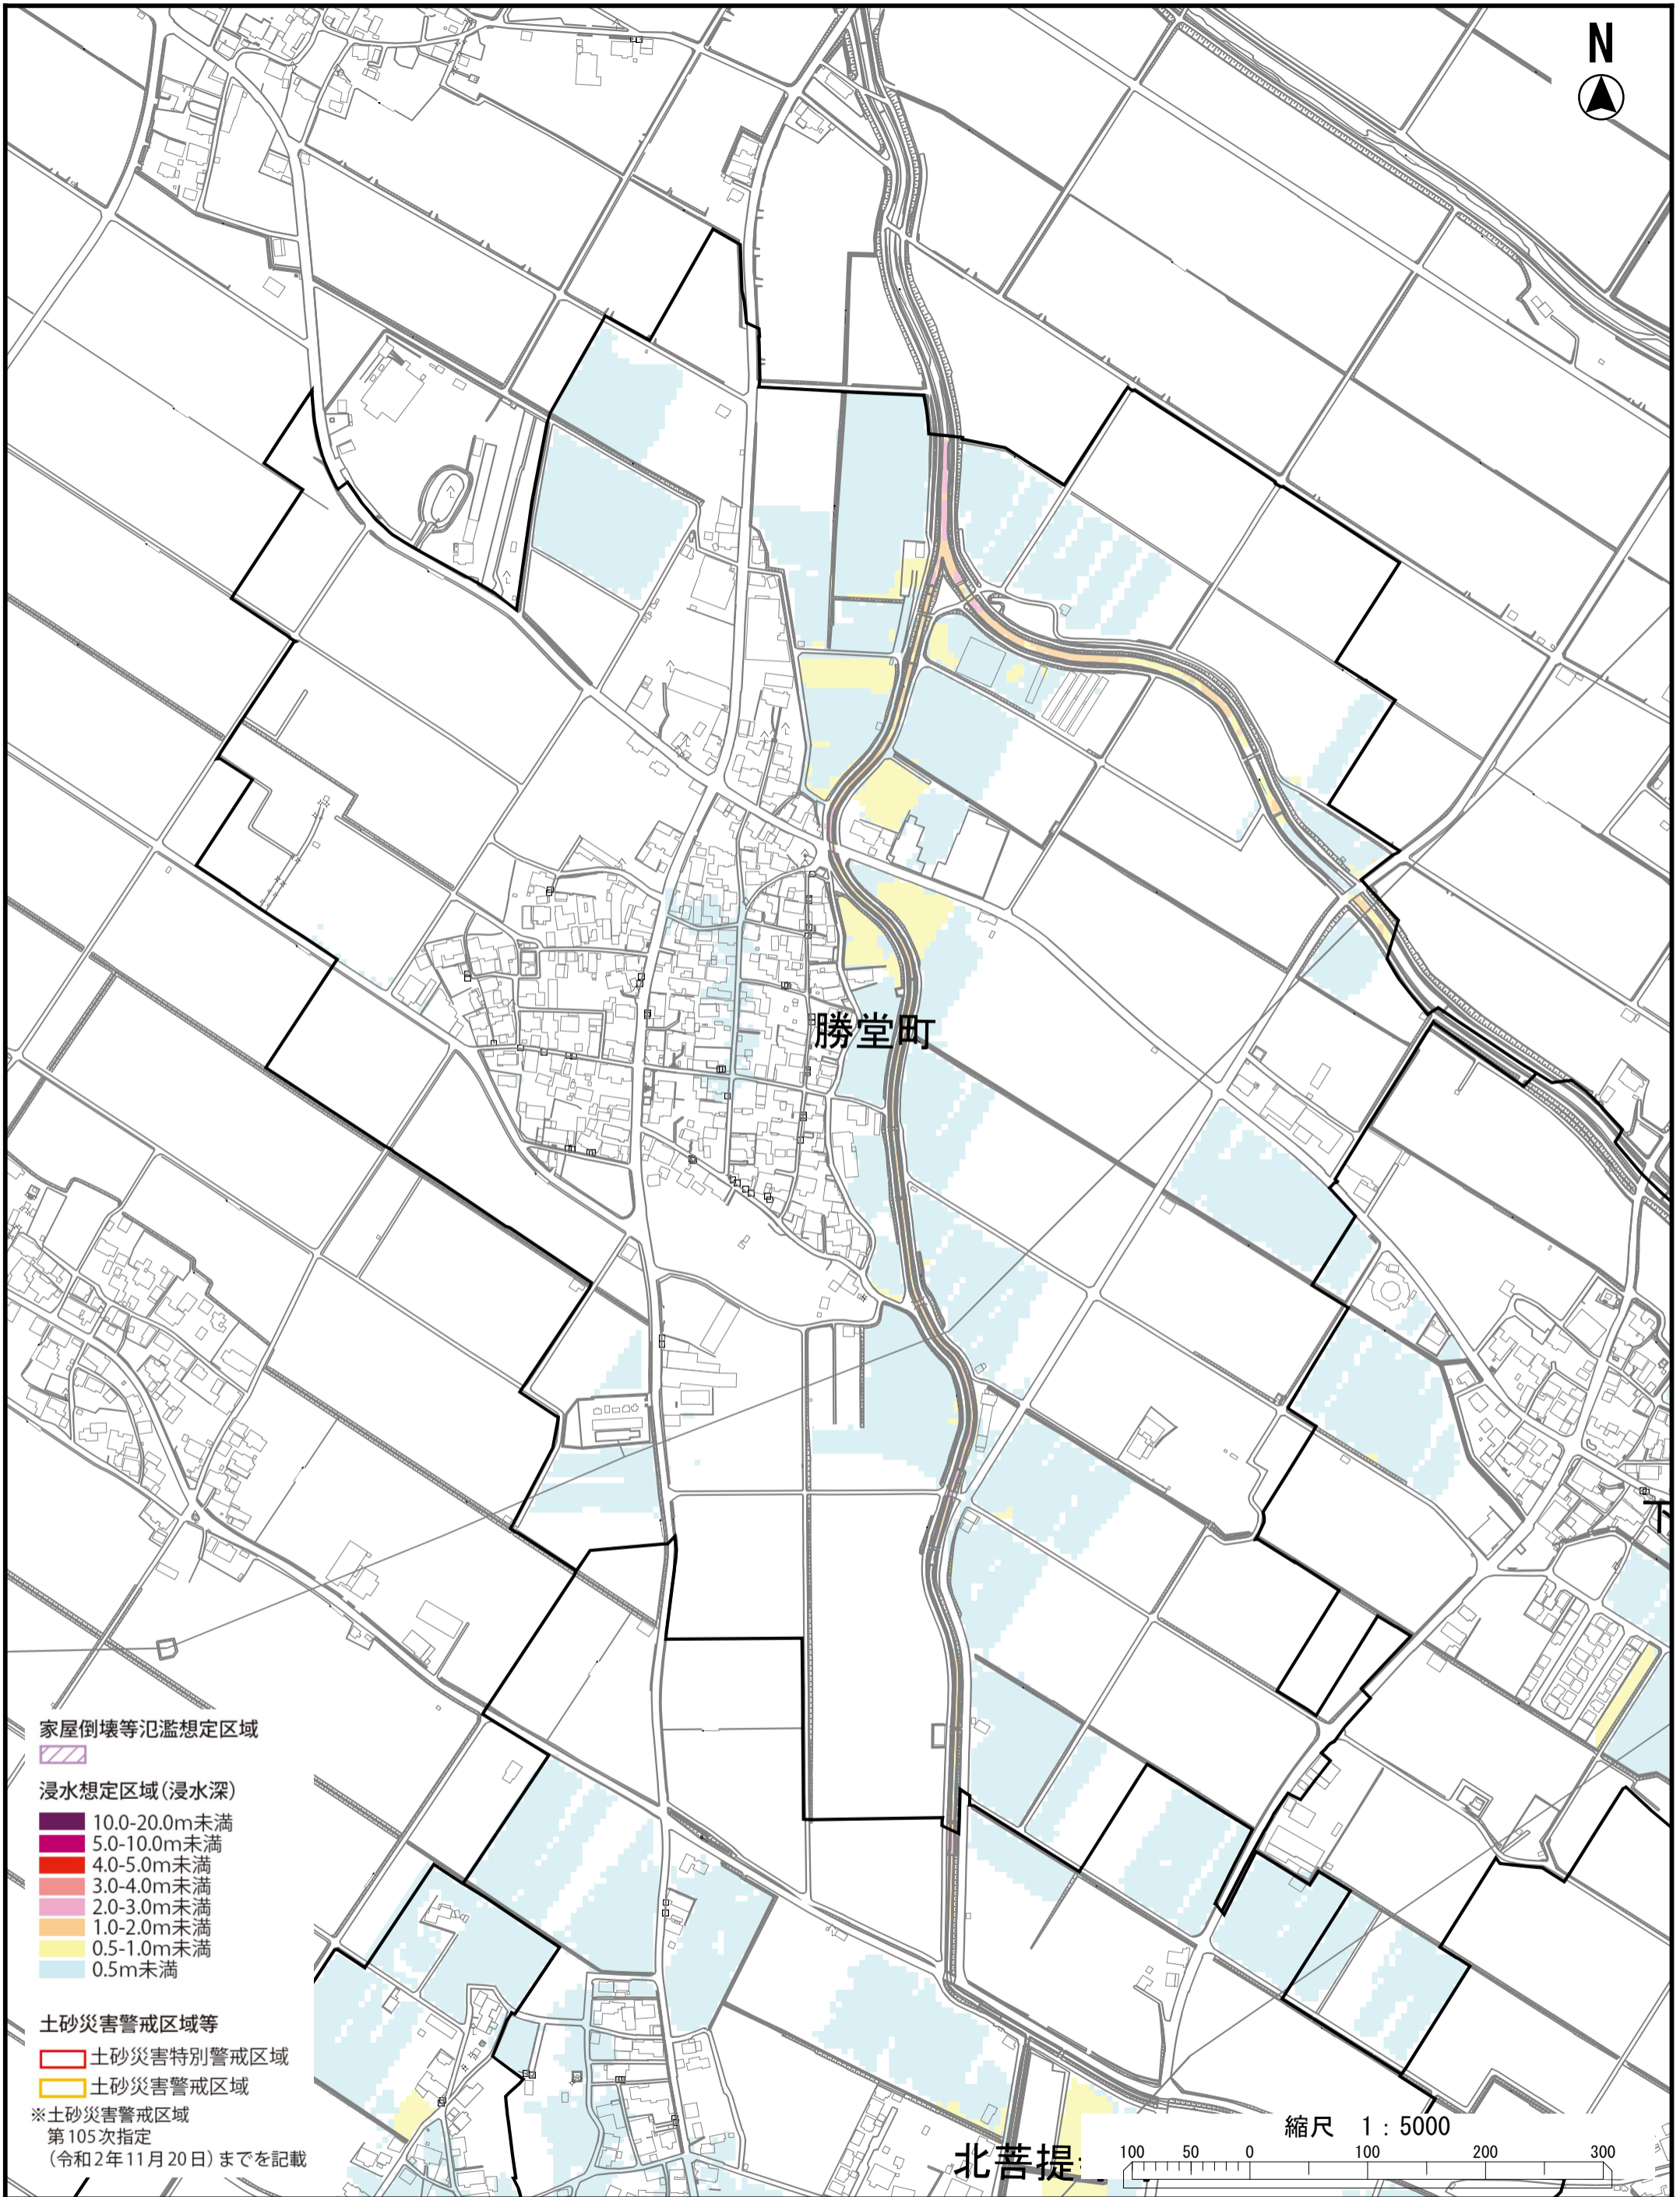 N
勝堂町
下
家屋倒壊等氾濫想定区域
浸水想定区域(浸水深)
10.0-20.0m未満
5.0-10.0m未満
4.0-5.0m未満
3.0-4.0m未満
2.0-3.0m未満
1.0-2.0m未満
0.5-1.0m未満
0.5m未満
土砂災害警戒区域等
土砂災害特別警戒区域
土砂災害警戒区域
※土砂災害警戒区域
第105次指定
(令和2年11月20日)までを記載
北菩提
縮尺 1:5000
100 50 0 100 200 300